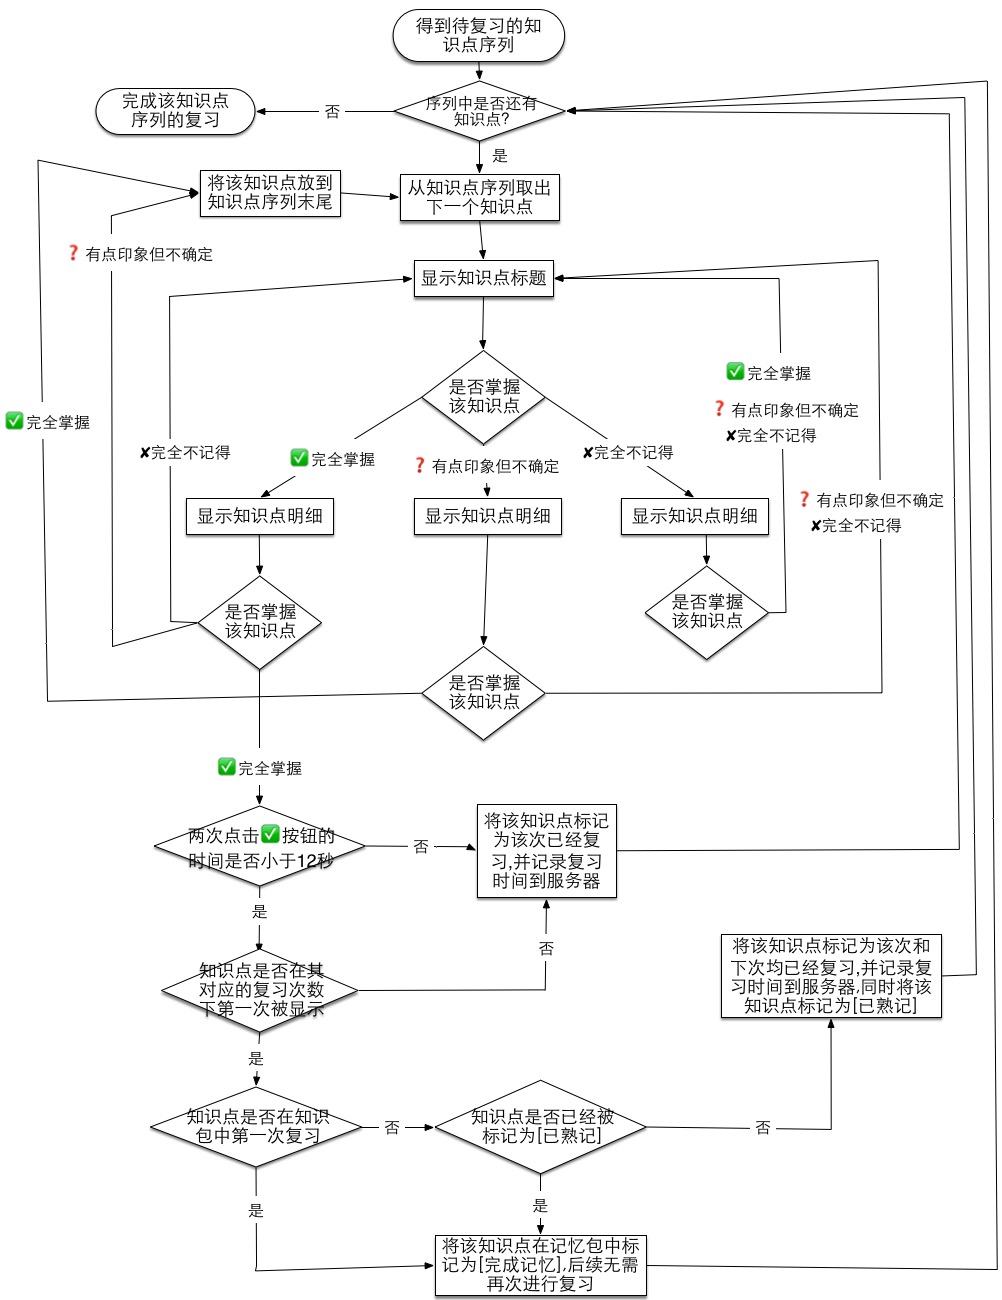 得到待复习的知
识点序列
序列中是否还有
知识点?
否
完成该知识点
序列的复习
是
将该知识点放到
知识点序列末尾
从知识点序列取出
下一个知识点
❓ 有点印象但不确定
显示知识点标题
是否掌握
该知识点
✅ 完全掌握
❓ 有点印象但不确定
✘完全不记得
✅ 完全掌握
✘完全不记得
✅ 完全掌握
❓ 有点印象但不确定
✘完全不记得
❓ 有点印象但不确定
✘完全不记得
显示知识点明细
显示知识点明细
显示知识点明细
是否掌握
该知识点
是否掌握
该知识点
是否掌握
该知识点
✅ 完全掌握
两次点击✅按钮的
时间是否小于12秒
否
将该知识点标记
为该次已经复
习,并记录复习
时间到服务器
是
否
知识点是否在其
对应的复习次数
下第一次被显示
将该知识点标记为该次和
下次均已经复习,并记录复
习时间到服务器,同时将该
知识点标记为[已熟记]
是
知识点是否在知识
包中第一次复习
否
知识点是否已经被
标记为[已熟记]
否
是
是
将该知识点在记忆包中标
记为[完成记忆],后续无需
再次进行复习